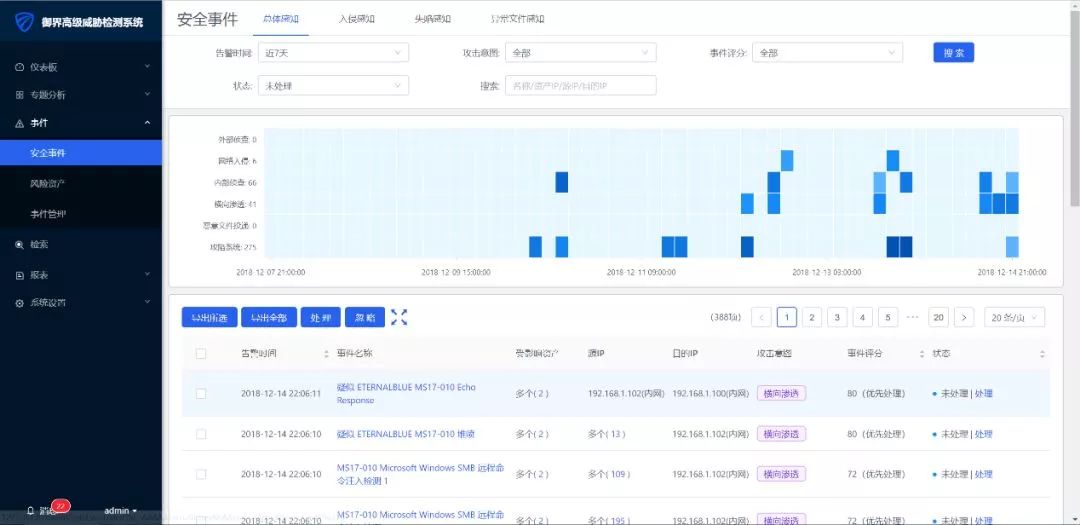 御界高级威胁检测系统
仪表板
专题分析
事件
安全事件
风险资产
事件管理
检索
报表
系统设置
消息 22
admin
安全事件 总体感知 入侵感知 失陷感知 异常文件感知
告警时间: 近7天 攻击意图: 全部 事件评分: 全部 搜 索
状态: 未处理 搜索: 名称/资产IP/源IP/目的IP
外部侦查: 0
网络入侵: 6
内部侦查: 66
横向渗透: 41
恶意文件投递: 0
攻陷系统: 275
2018-12-07 21:00:00 2018-12-09 15:00:00 2018-12-11 09:00:00 2018-12-13 03:00:00 2018-12-14 21:00:00
导出所选 导出全部 处 理 忽 略 (388项) < 1 2 3 4 5 ••• 20 > 20 条/页
告警时间 事件名称 受影响资产 源IP 目的IP 攻击意图 事件评分 状态
2018-12-14 22:06:11 疑似 ETERNALBLUE MS17-010 Echo
Response 多个( 2 ) 192.168.1.102(内网) 192.168.1.100(内网) 横向渗透 80（优先处理） 未处理 | 处理
2018-12-14 22:06:10 疑似 ETERNALBLUE MS17-010 堆喷 多个( 2 ) 多个( 13 ) 192.168.1.102(内网) 横向渗透 80（优先处理） 未处理 | 处理
2018-12-14 22:06:10 MS17-010 Microsoft Windows SMB 远程命
令注入检测 1 多个( 2 ) 多个( 109 ) 192.168.1.100(内网) 横向渗透 72（优先处理） 未处理 | 处理
2018-12-14 22:06:10 MS17-010 Microsoft Windows SMB 远程命 多个( 2 ) 多个( 195 ) 192.168.1.102(内网) 横向渗透 72（优先处理） 未处理 | 处理